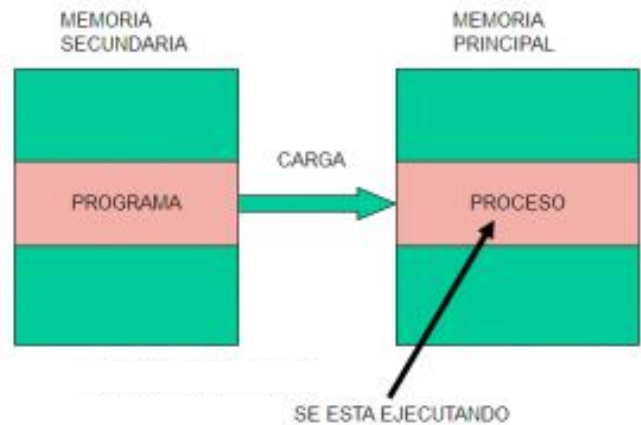 MEMORIA
SECUNDARIA
MEMORIA
PRINCIPAL
CARGA
PROGRAMA
PROCESO
SE ESTA EJECUTANDO